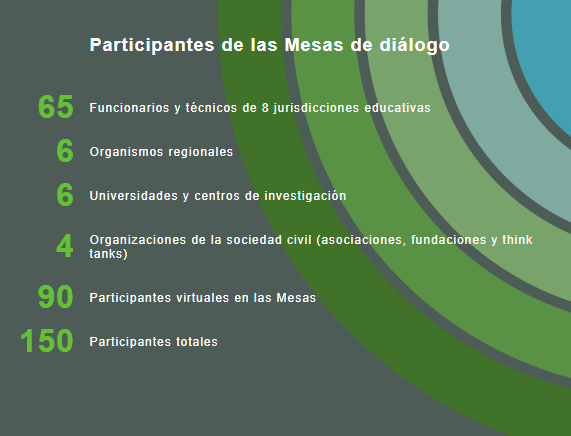 Participantes de las Mesas de diálogo
65 Funcionarios y técnicos de 8 jurisdicciones educativas
6 Organismos regionales
6 Universidades y centros de investigación
4 Organizaciones de la sociedad civil (asociaciones, fundaciones y think
tanks)
90 Participantes virtuales en las Mesas
150 Participantes totales